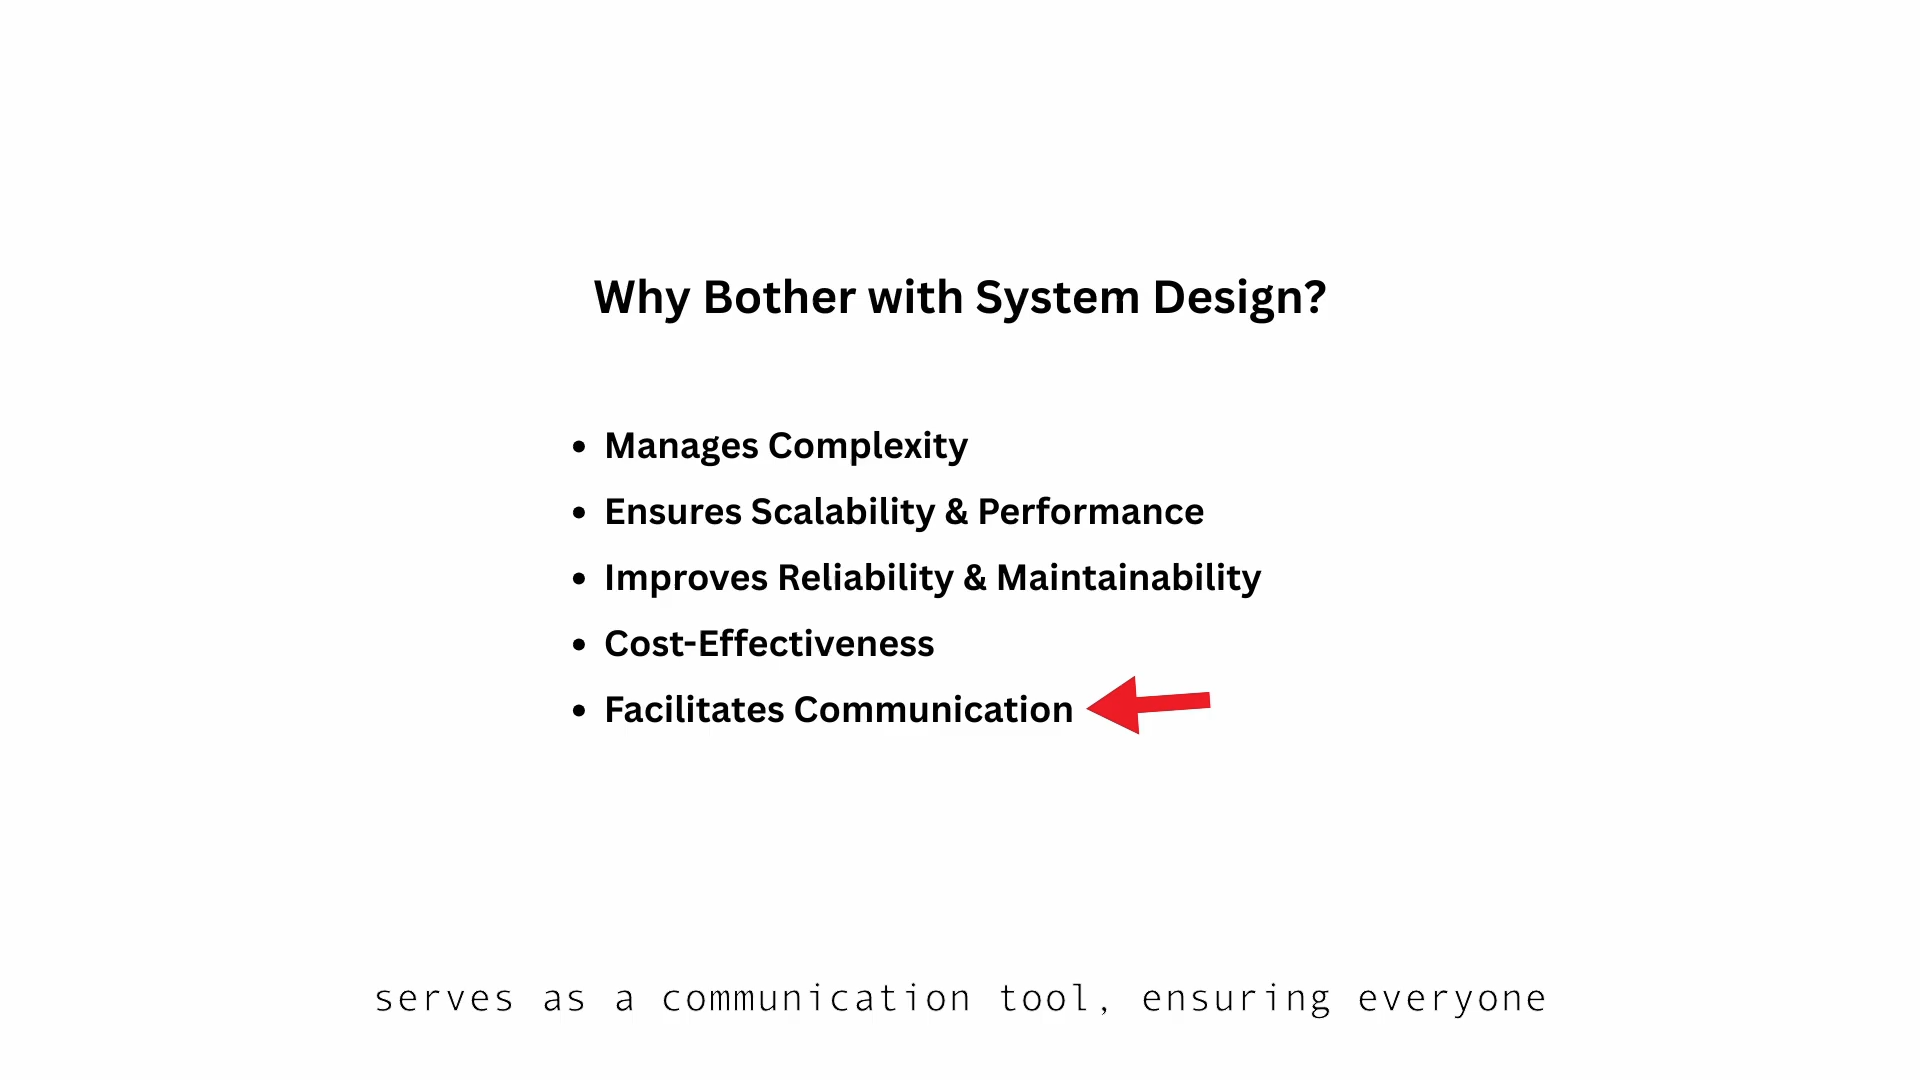 Why Bother with System Design?
• Manages Complexity
• Ensures Scalability & Performance
• Improves Reliability & Maintainability
• Cost-Effectiveness
• Facilitates Communication
serves as a communication tool, ensuring everyone